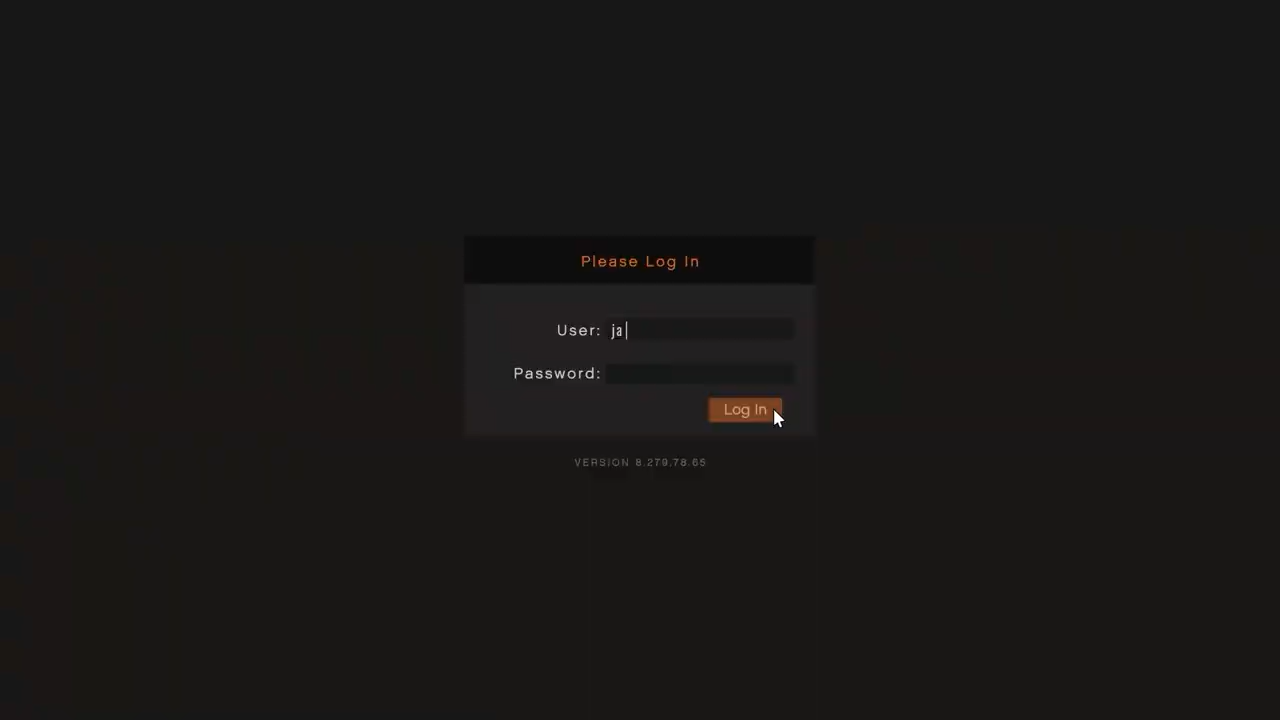 Please Log In
User: ja
Password:
Log In
VERSION 8.279.78.65